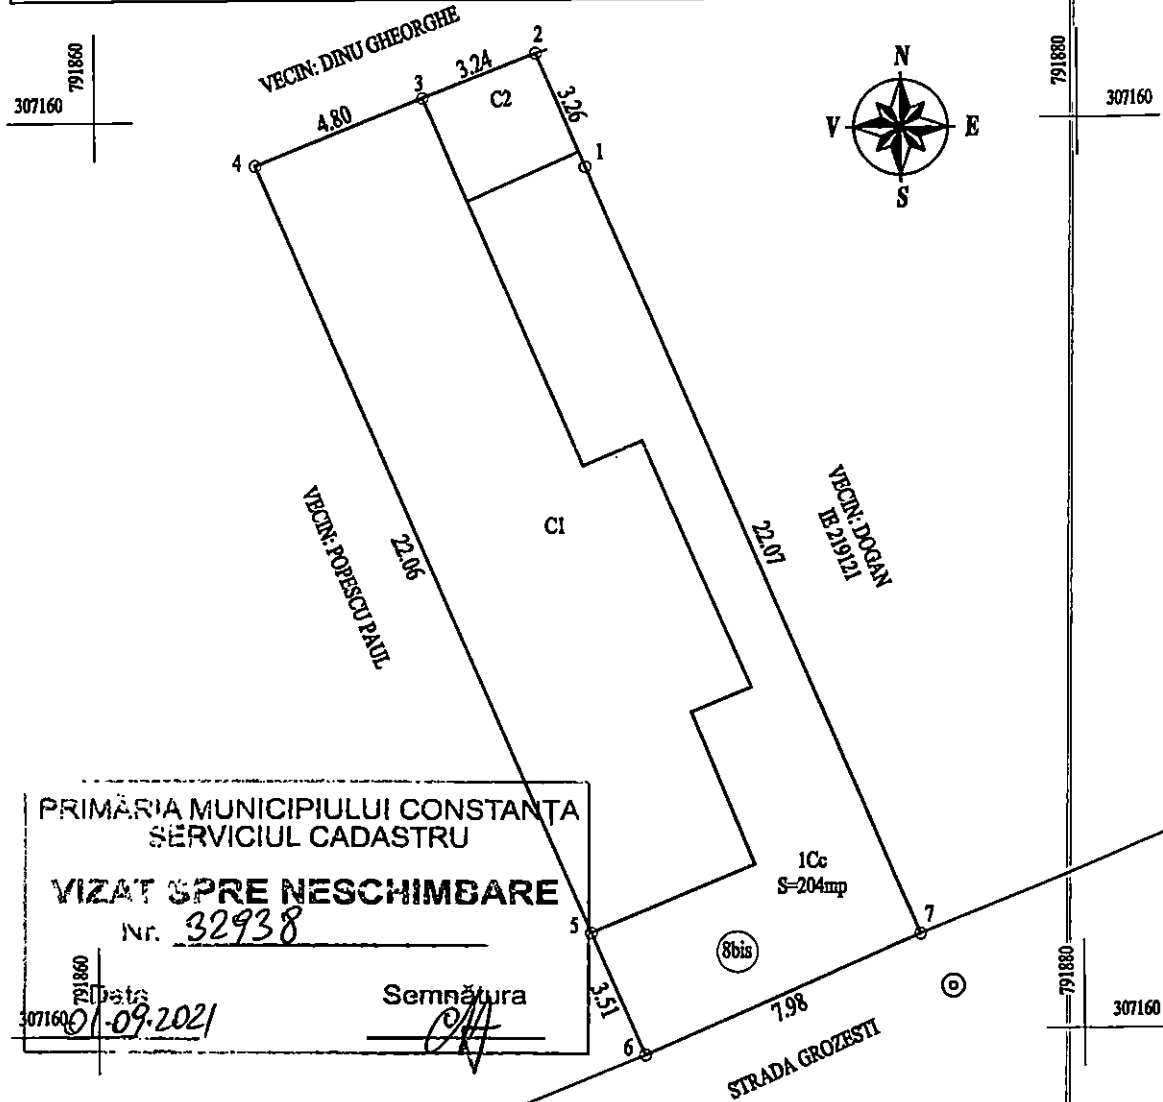 VECIN: DINU GHEORGHE
2
791860
307160
3.24
3
C2
3.26
4.80
4
1
N
V
E
S
791880
307160
VECIN: POPESCU PAUL
22.06
C1
22.07
VECIN: DOGAN
IE 219121
PRIMĂRIA MUNICIPIULUI CONSTANȚA
SERVICIUL CADASTRU
VIZAT SPRE NESCHIMBARE
Nr. 32938
Data
01-09-2021
Semnătura
791860
307160
5
3.51
6
1Cc
S=204mp
8bis
7
7.98
STRADA GROZESTI
791880
307160